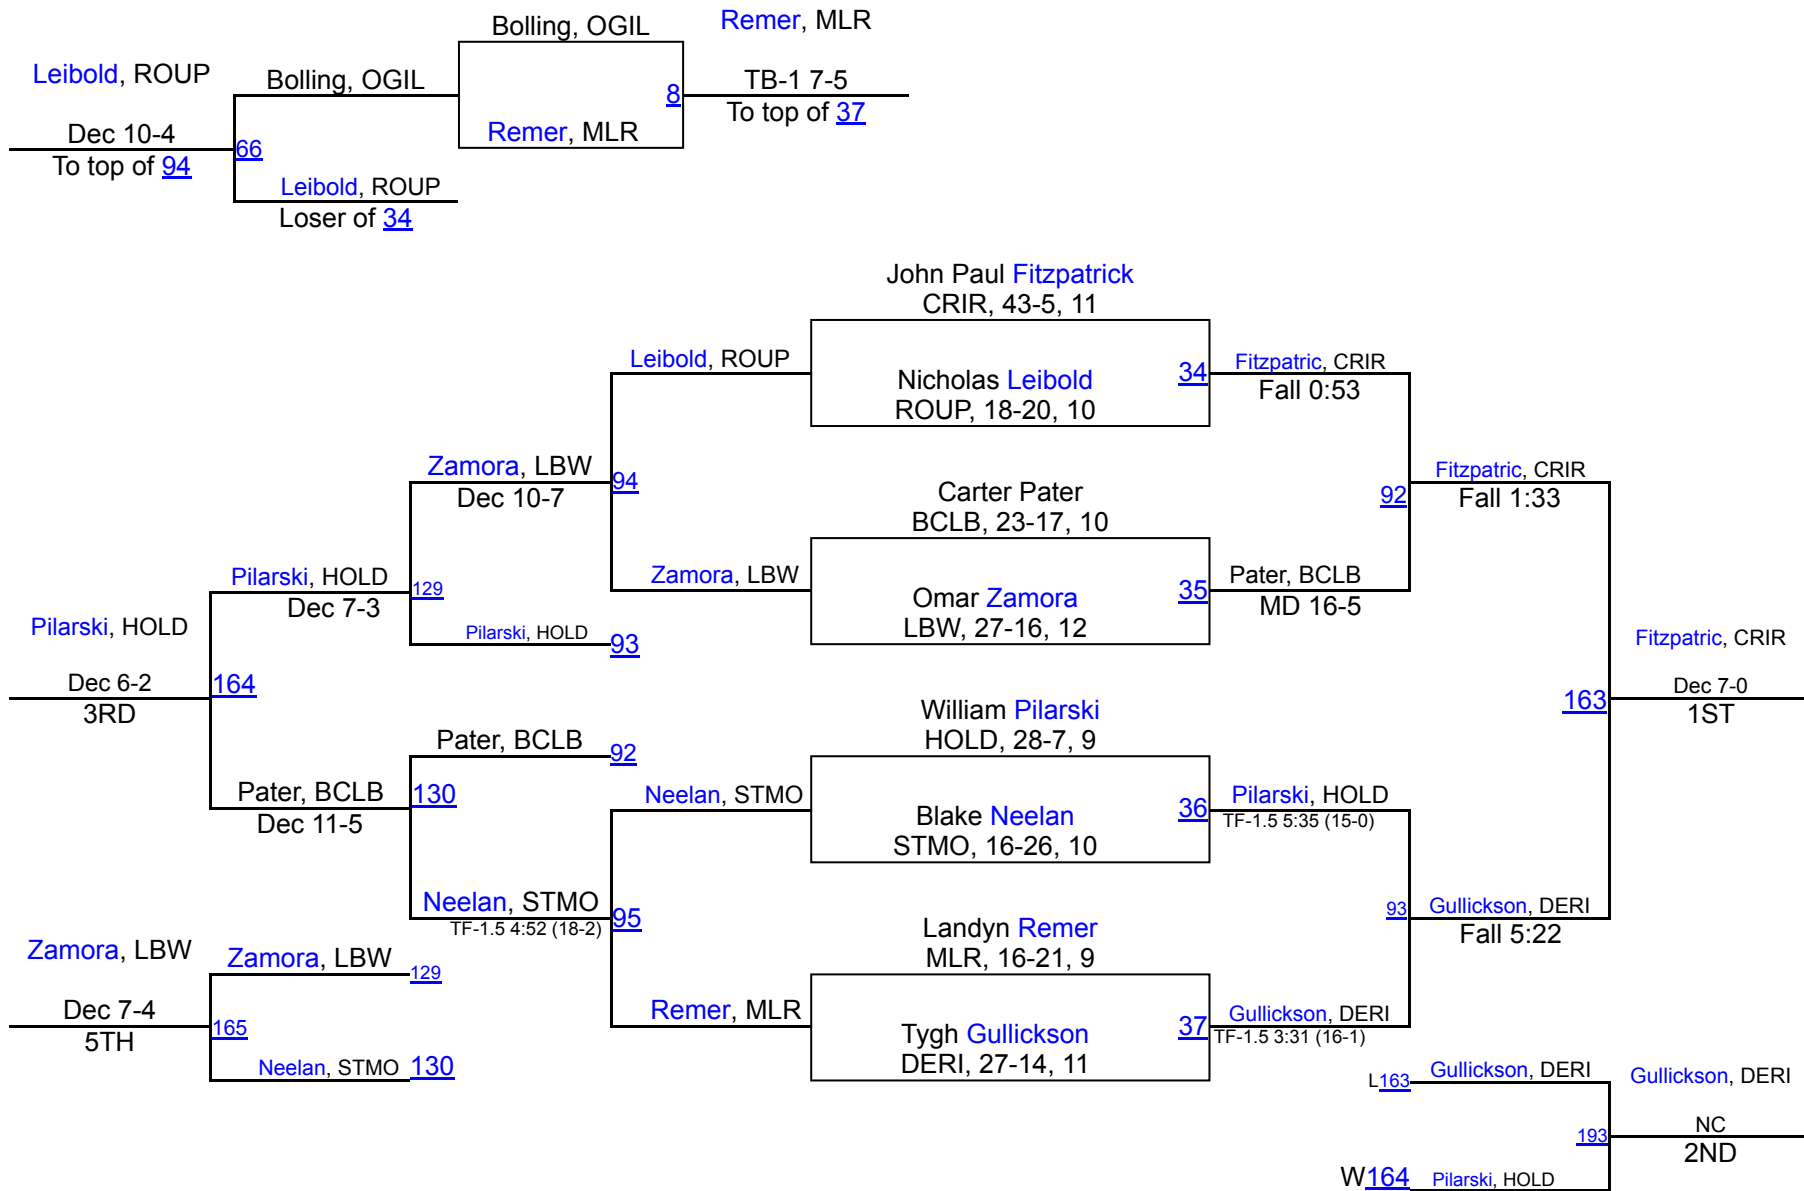 Bolling, OGIL
Remer, MLR
Leibold, ROUP
Bolling, OGIL
8
TB-1 7-5
To top of 37
Dec 10-4
66
Remer, MLR
To top of 94
Leibold, ROUP
Loser of 34
John Paul Fitzpatrick
CRIR, 43-5, 11
Leibold, ROUP
Nicholas Leibold
ROUP, 18-20, 10
34
Fitzpatric, CRIR
Fall 0:53
Zamora, LBW
Dec 10-7
94
Carter Pater
BCLB, 23-17, 10
92
Fitzpatric, CRIR
Fall 1:33
Pilarski, HOLD
Dec 7-3
129
Zamora, LBW
Omar Zamora
LBW, 27-16, 12
35
Pater, BCLB
MD 16-5
Pilarski, HOLD
Pilarski, HOLD
93
Fitzpatric, CRIR
Dec 6-2
3RD
164
William Pilarski
HOLD, 28-7, 9
163
Dec 7-0
1ST
Pater, BCLB
92
Pater, BCLB
Dec 11-5
130
Neelan, STMO
Blake Neelan
STMO, 16-26, 10
36
Pilarski, HOLD
TF-1.5 5:35 (15-0)
Neelan, STMO
TF-1.5 4:52 (18-2)
95
Landyn Remer
MLR, 16-21, 9
93
Gullickson, DERI
Fall 5:22
Zamora, LBW
Zamora, LBW
129
Dec 7-4
5TH
165
Remer, MLR
Tygh Gullickson
DERI, 27-14, 11
37
Gullickson, DERI
TF-1.5 3:31 (16-1)
Neelan, STMO
130
L163
Gullickson, DERI
Gullickson, DERI
193
NC
2ND
W164
Pilarski, HOLD